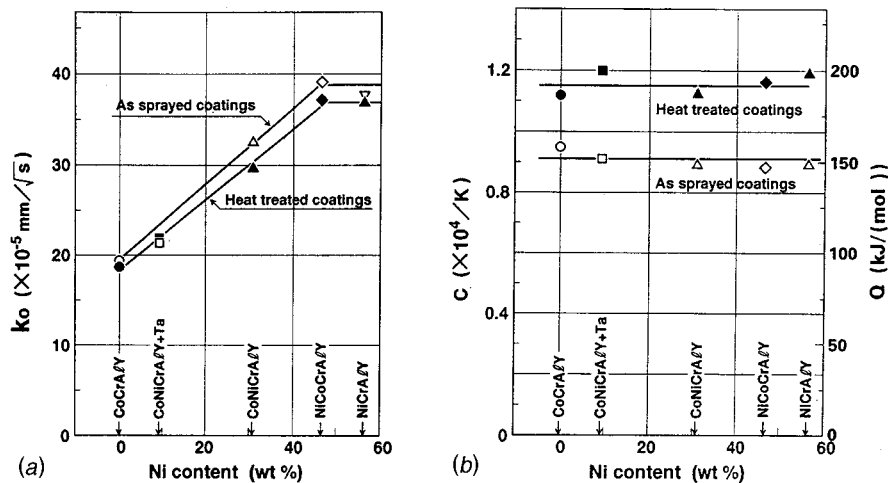 40
30
20
10
0
ko (×10-5 mm/√s)
As sprayed coatings
Heat treated coatings
CoCrAℓY
CoNiCrAℓY+Ta
CoNiCrAℓY
NiCoCrAℓY
NiCrAℓY
0 20 40 60
(a)
Ni content (wt %)
1.2
0.9
0.4
0
C (×104/K)
Heat treated coatings
As sprayed coatings
CoCrAℓY
CoNiCrAℓY+Ta
CoNiCrAℓY
NiCoCrAℓY
NiCrAℓY
200
150
100
50
0
Q (kJ/(mol))
0 20 40 60
(b)
Ni content (wt %)